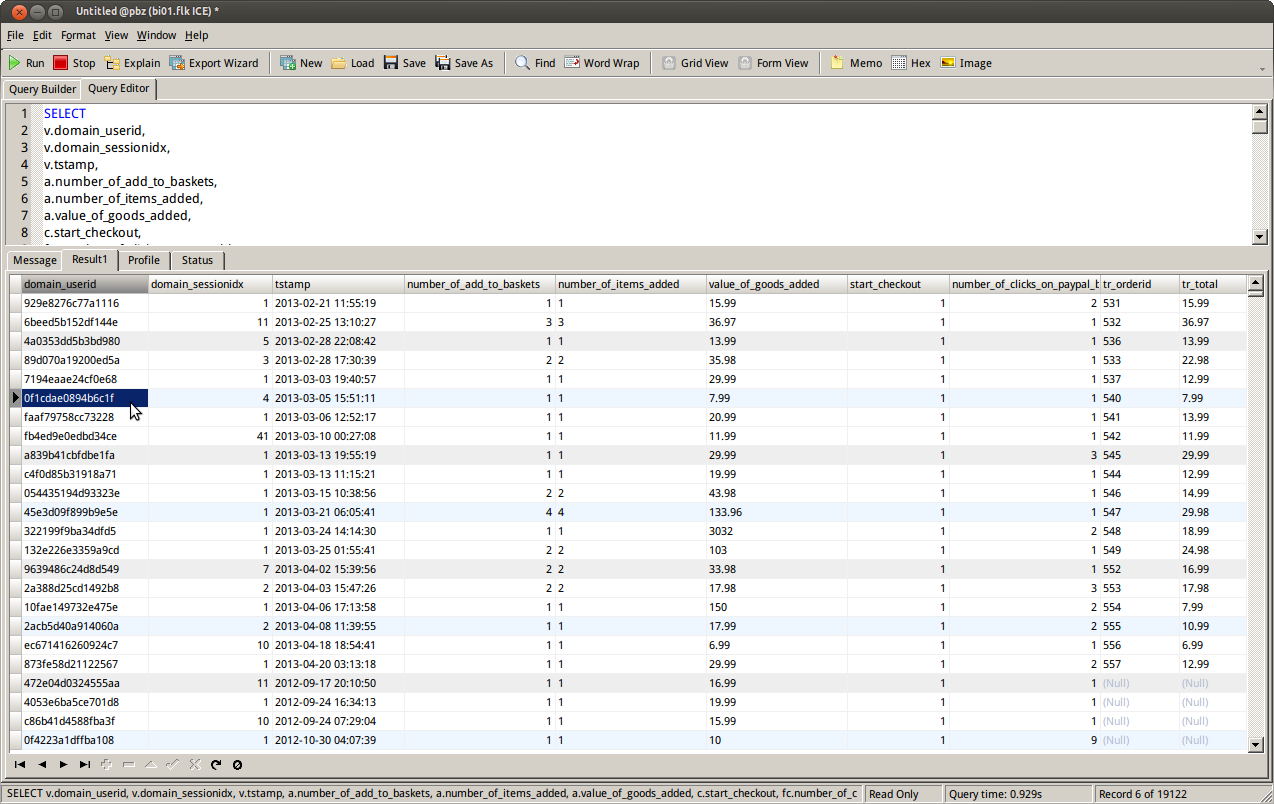 Untitled @pbz (bi01.flk ICE) *
File Edit Format View Window Help
Run Stop Explain Export Wizard New Load Save Save As Find Word Wrap Grid View Form View Memo Hex Image
Query Builder Query Editor
1 SELECT
2 v.domain_userid,
3 v.domain_sessionidx,
4 v.tstamp,
5 a.number_of_add_to_baskets,
6 a.number_of_items_added,
7 a.value_of_goods_added,
8 c.start_checkout,
Message Result1 Profile Status
domain_userid domain_sessionidx tstamp number_of_add_to_baskets number_of_items_added value_of_goods_added start_checkout number_of_clicks_on_paypal_b tr_orderid tr_total
929e8276c77a1116 1 2013-02-21 11:55:19 1 1 15.99 1 2 531 15.99
6beed5b152df144e 11 2013-02-25 13:10:27 3 3 36.97 1 1 532 36.97
4a0353dd5b3bd980 5 2013-02-28 22:08:42 1 1 13.99 1 1 536 13.99
89d070a19200ed5a 3 2013-02-28 17:30:39 2 2 35.98 1 1 533 22.98
7194eaae24cf0e68 1 2013-03-03 19:40:57 1 1 29.99 1 1 537 12.99
0f1cdae0894b6c1f 4 2013-03-05 15:51:11 1 1 7.99 1 1 540 7.99
faaf79758cc73228 1 2013-03-06 12:52:17 1 1 20.99 1 1 541 13.99
fb4ed9e0edbd34ce 41 2013-03-10 00:27:08 1 1 11.99 1 1 542 11.99
a839b41cbfdbe1fa 1 2013-03-13 19:55:19 1 1 29.99 1 3 545 29.99
c4f0d85b31918a71 1 2013-03-13 11:15:21 1 1 19.99 1 1 544 12.99
054435194d93323e 1 2013-03-15 10:38:56 2 2 43.98 1 1 546 14.99
45e3d09f899b9e5e 1 2013-03-21 06:05:41 4 4 133.96 1 1 547 29.98
322199f9ba34dfd5 1 2013-03-24 14:14:30 1 1 3032 1 2 548 18.99
132e226e3359a9cd 1 2013-03-25 01:55:41 2 2 103 1 1 549 24.98
9639486c24d8d549 7 2013-04-02 15:39:56 2 2 33.98 1 1 552 16.99
2a388d25cd1492b8 2 2013-04-03 15:47:26 2 2 17.98 1 3 553 17.98
10fae149732e475e 1 2013-04-06 17:13:58 1 1 150 1 2 554 7.99
2acb5d40a914060a 2 2013-04-08 11:39:55 1 1 17.99 1 2 555 10.99
ec671416260924c7 10 2013-04-18 18:54:41 1 1 6.99 1 1 556 6.99
873fe58d21122567 1 2013-04-20 03:13:18 1 1 29.99 1 2 557 12.99
472e04d0324555aa 11 2012-09-17 20:10:50 1 1 16.99 1 1 (Null) (Null)
4053e6ba5ce701d8 1 2012-09-24 16:34:13 1 1 19.99 1 1 (Null) (Null)
c86b41d4588fba3f 10 2012-09-24 07:29:04 1 1 15.99 1 1 (Null) (Null)
0f4223a1dffba108 1 2012-10-30 04:07:39 1 1 10 1 9 (Null) (Null)
SELECT v.domain_userid, v.domain_sessionidx, v.tstamp, a.number_of_add_to_baskets, a.number_of_items_added, a.value_of_goods_added, c.start_checkout, fc.number_of_c Read Only Query time: 0.929s Record 6 of 19122